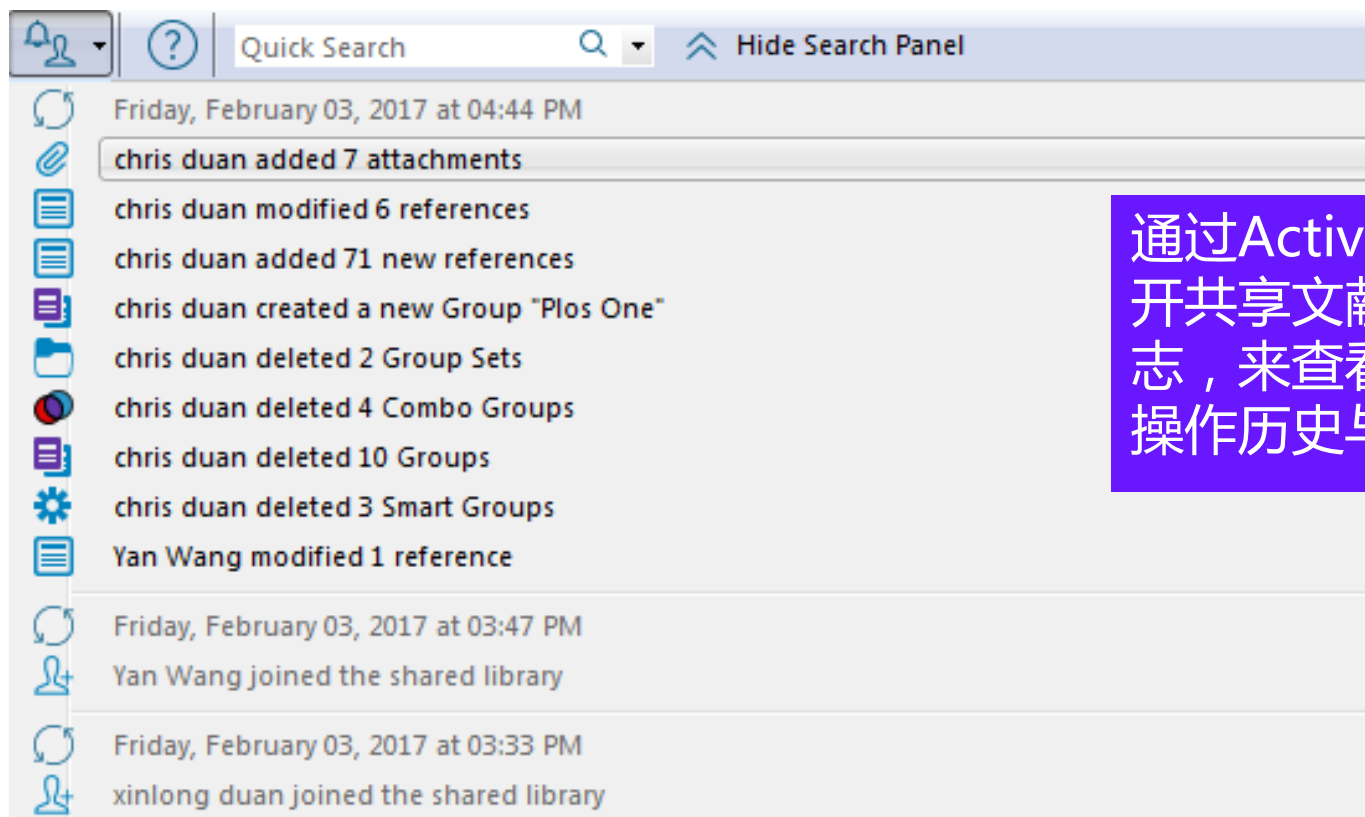 Quick Search
Hide Search Panel
Friday, February 03, 2017 at 04:44 PM
chris duan added 7 attachments
chris duan modified 6 references
chris duan added 71 new references
chris duan created a new Group "Plos One"
chris duan deleted 2 Group Sets
chris duan deleted 4 Combo Groups
chris duan deleted 10 Groups
chris duan deleted 3 Smart Groups
Yan Wang modified 1 reference
Friday, February 03, 2017 at 03:47 PM
Yan Wang joined the shared library
Friday, February 03, 2017 at 03:33 PM
xinlong duan joined the shared library
通过Activ
开共享文
志，来查
操作历史